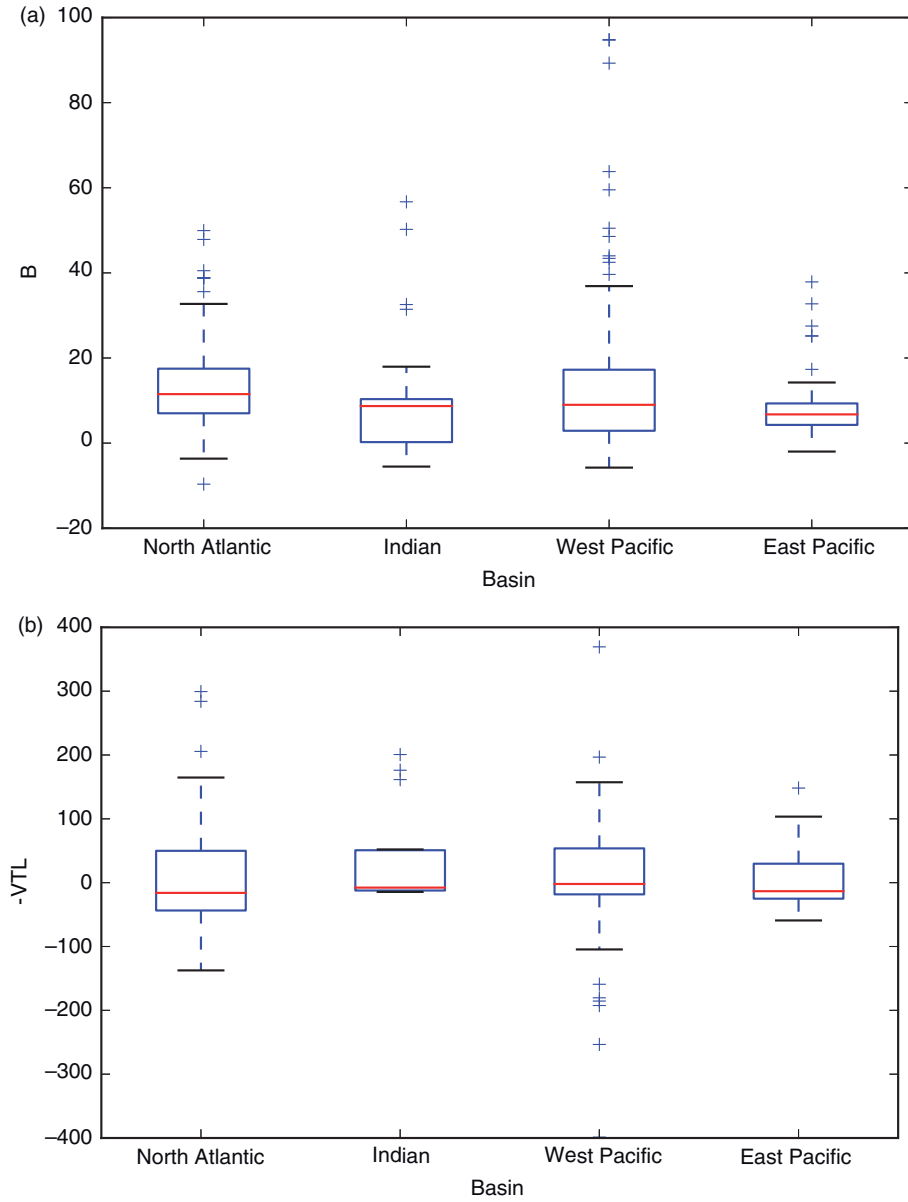 (a)
100
80
60
40
20
0
–20
B
North Atlantic
Indian
West Pacific
East Pacific
Basin
(b)
400
300
200
100
0
–100
–200
–300
–400
-VTL
North Atlantic
Indian
West Pacific
East Pacific
Basin